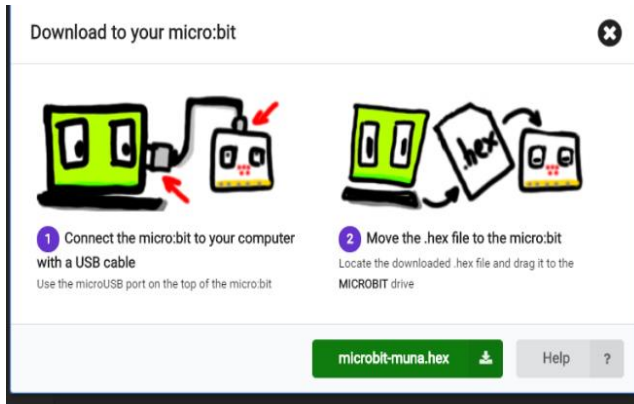 Download to your micro:bit
.hex
1 Connect the micro:bit to your computer
with a USB cable
Use the microUSB port on the top of the micro:bit
2 Move the .hex file to the micro:bit
Locate the downloaded .hex file and drag it to the
MICROBIT drive
microbit-muna.hex
Help ?